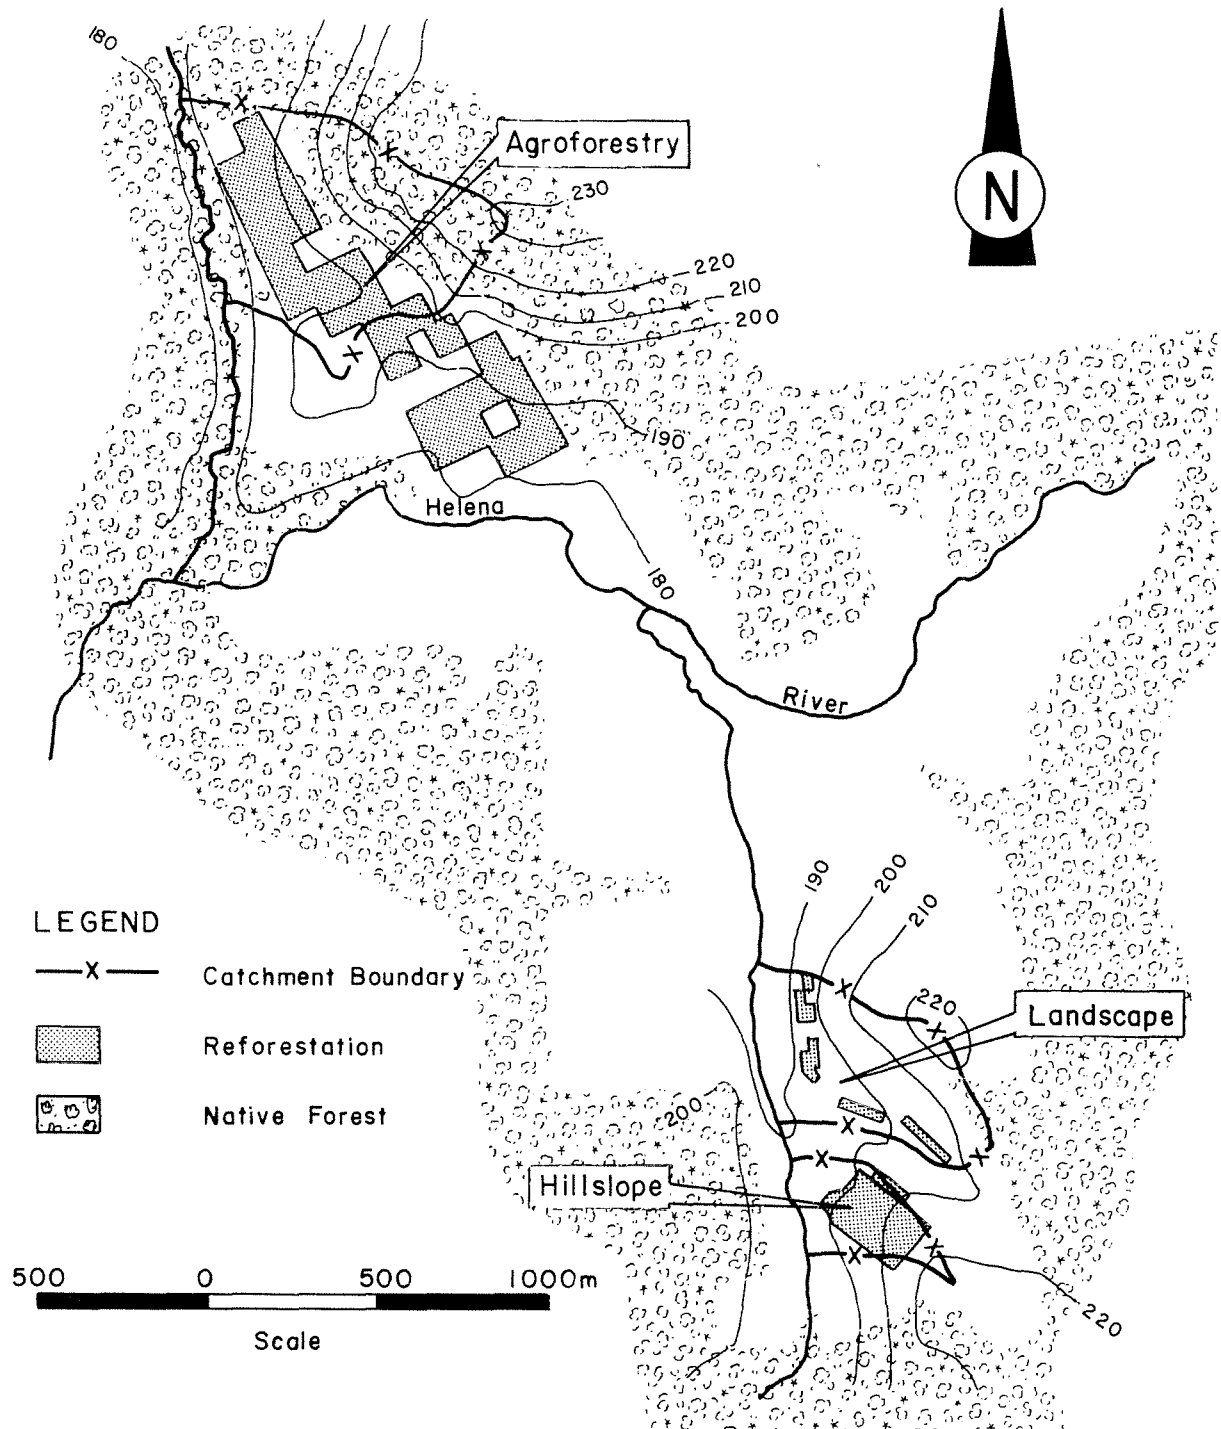 180
Agroforestry
N
230
220
210
200
190
Helena
180
River
190
200
210
LEGEND
220
X Catchment Boundary
Landscape
Reforestation
200
Native Forest
Hillslope
500 0 500 1000m
220
Scale